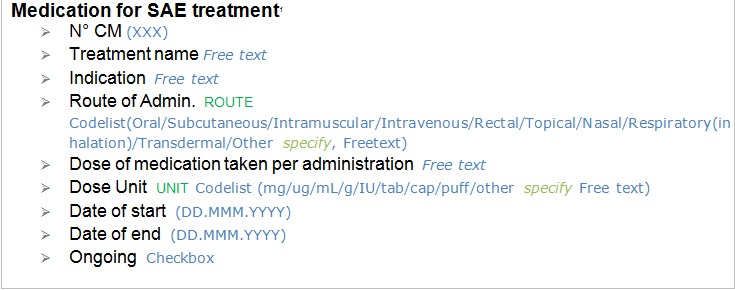 Medication for SAE treatment
➢ N° CM (XXX)
➢ Treatment name Free text
➢ Indication Free text
➢ Route of Admin. ROUTE
Codelist(Oral/Subcutaneous/Intramuscular/Intravenous/Rectal/Topical/Nasal/Respiratory(in
halation)/Transdermal/Other specify, Freetext)
➢ Dose of medication taken per administration Free text
➢ Dose Unit UNIT Codelist (mg/ug/mL/g/IU/tab/cap/puff/other specify Free text)
➢ Date of start (DD.MMM.YYYY)
➢ Date of end (DD.MMM.YYYY)
➢ Ongoing Checkbox